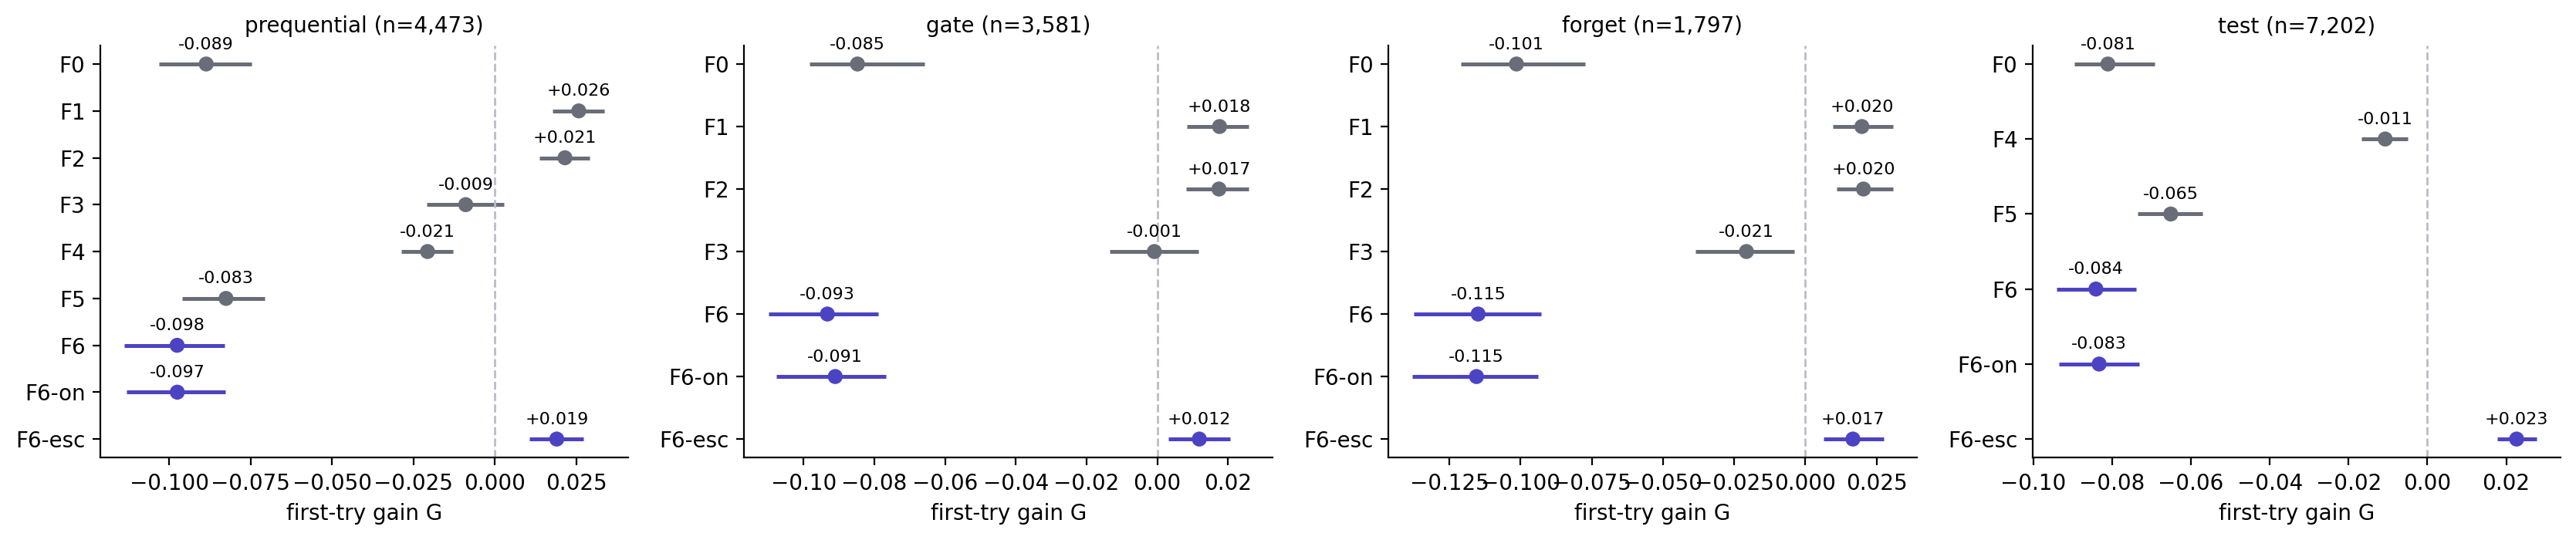 prequential (n=4,473)
F0
F1
F2
F3
F4
F5
F6
F6-on
F6-esc
-0.089
+0.026
+0.021
-0.009
-0.021
-0.083
-0.098
-0.097
+0.019
−0.100 −0.075 −0.050 −0.025 0.000 0.025
first-try gain G
gate (n=3,581)
F0
F1
F2
F3
F6
F6-on
F6-esc
-0.085
+0.018
+0.017
-0.001
-0.093
-0.091
+0.012
−0.10 −0.08 −0.06 −0.04 −0.02 0.00 0.02
first-try gain G
forget (n=1,797)
F0
F1
F2
F3
F6
F6-on
F6-esc
-0.101
+0.020
+0.020
-0.021
-0.115
-0.115
+0.017
−0.125 −0.100 −0.075 −0.050 −0.025 0.000 0.025
first-try gain G
test (n=7,202)
F0
F4
F5
F6
F6-on
F6-esc
-0.081
-0.011
-0.065
-0.084
-0.083
+0.023
−0.10 −0.08 −0.06 −0.04 −0.02 0.00 0.02
first-try gain G